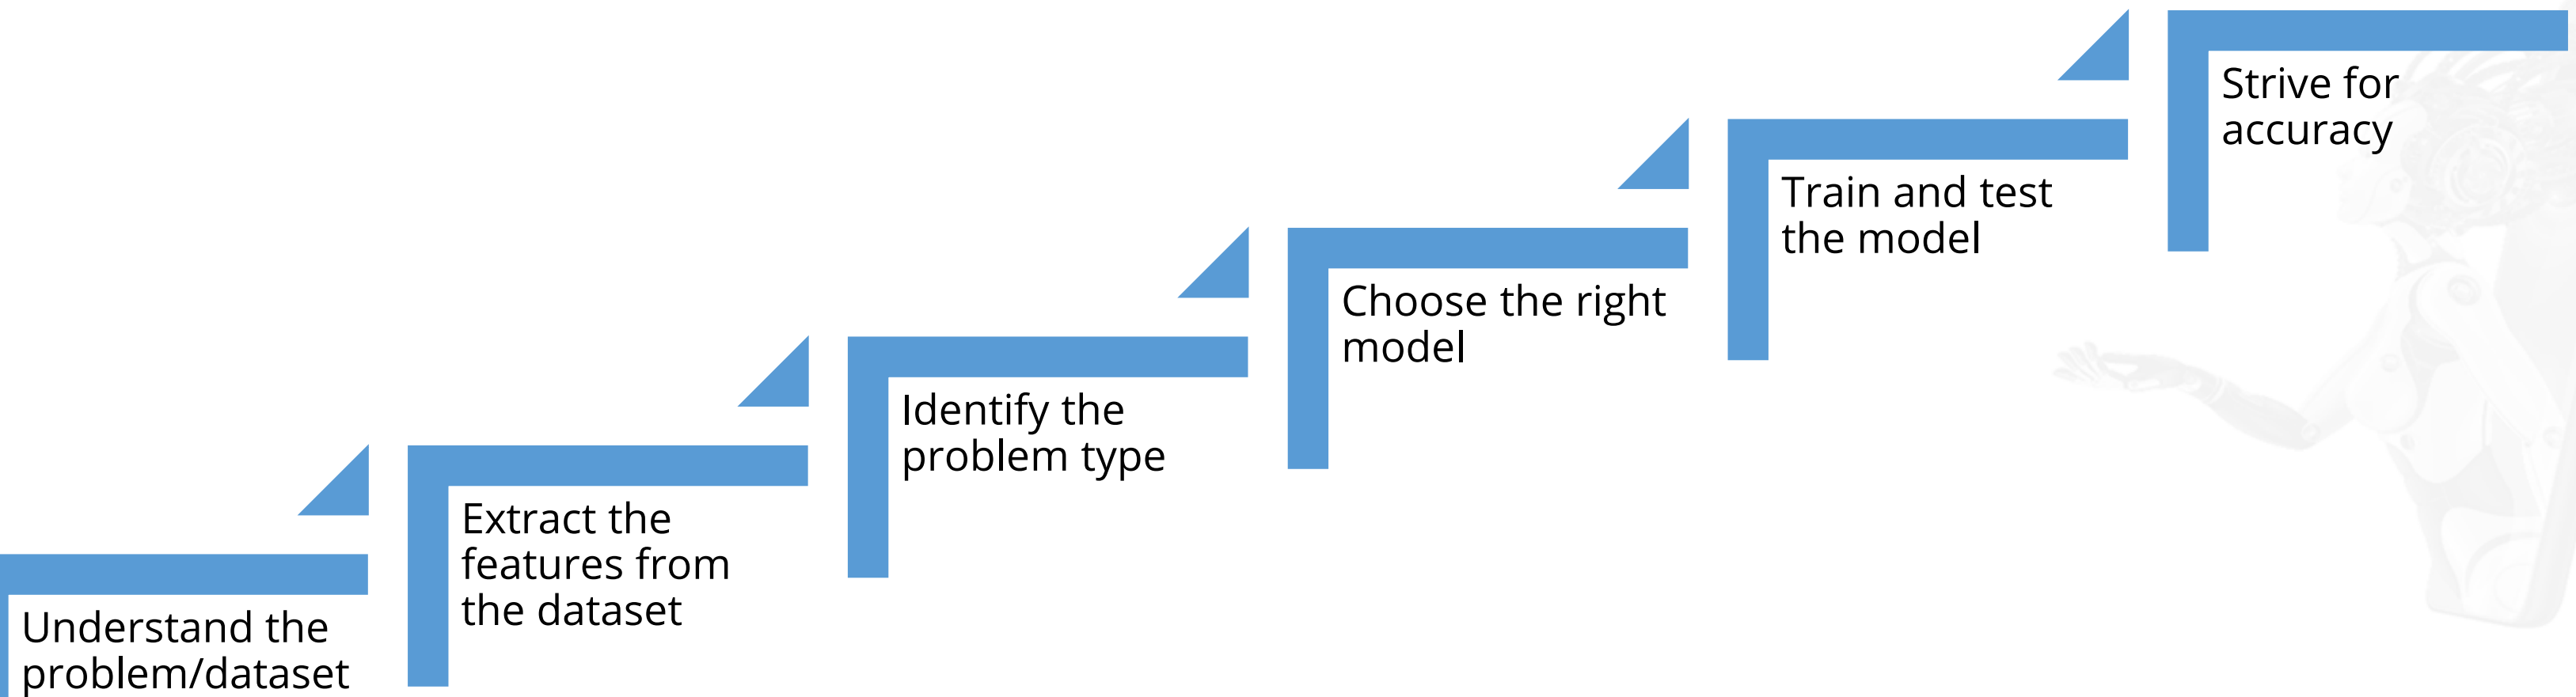 Understand the
problem/dataset
Extract the
features from
the dataset
Identify the
problem type
Choose the right
model
Train and test
the model
Strive for
accuracy